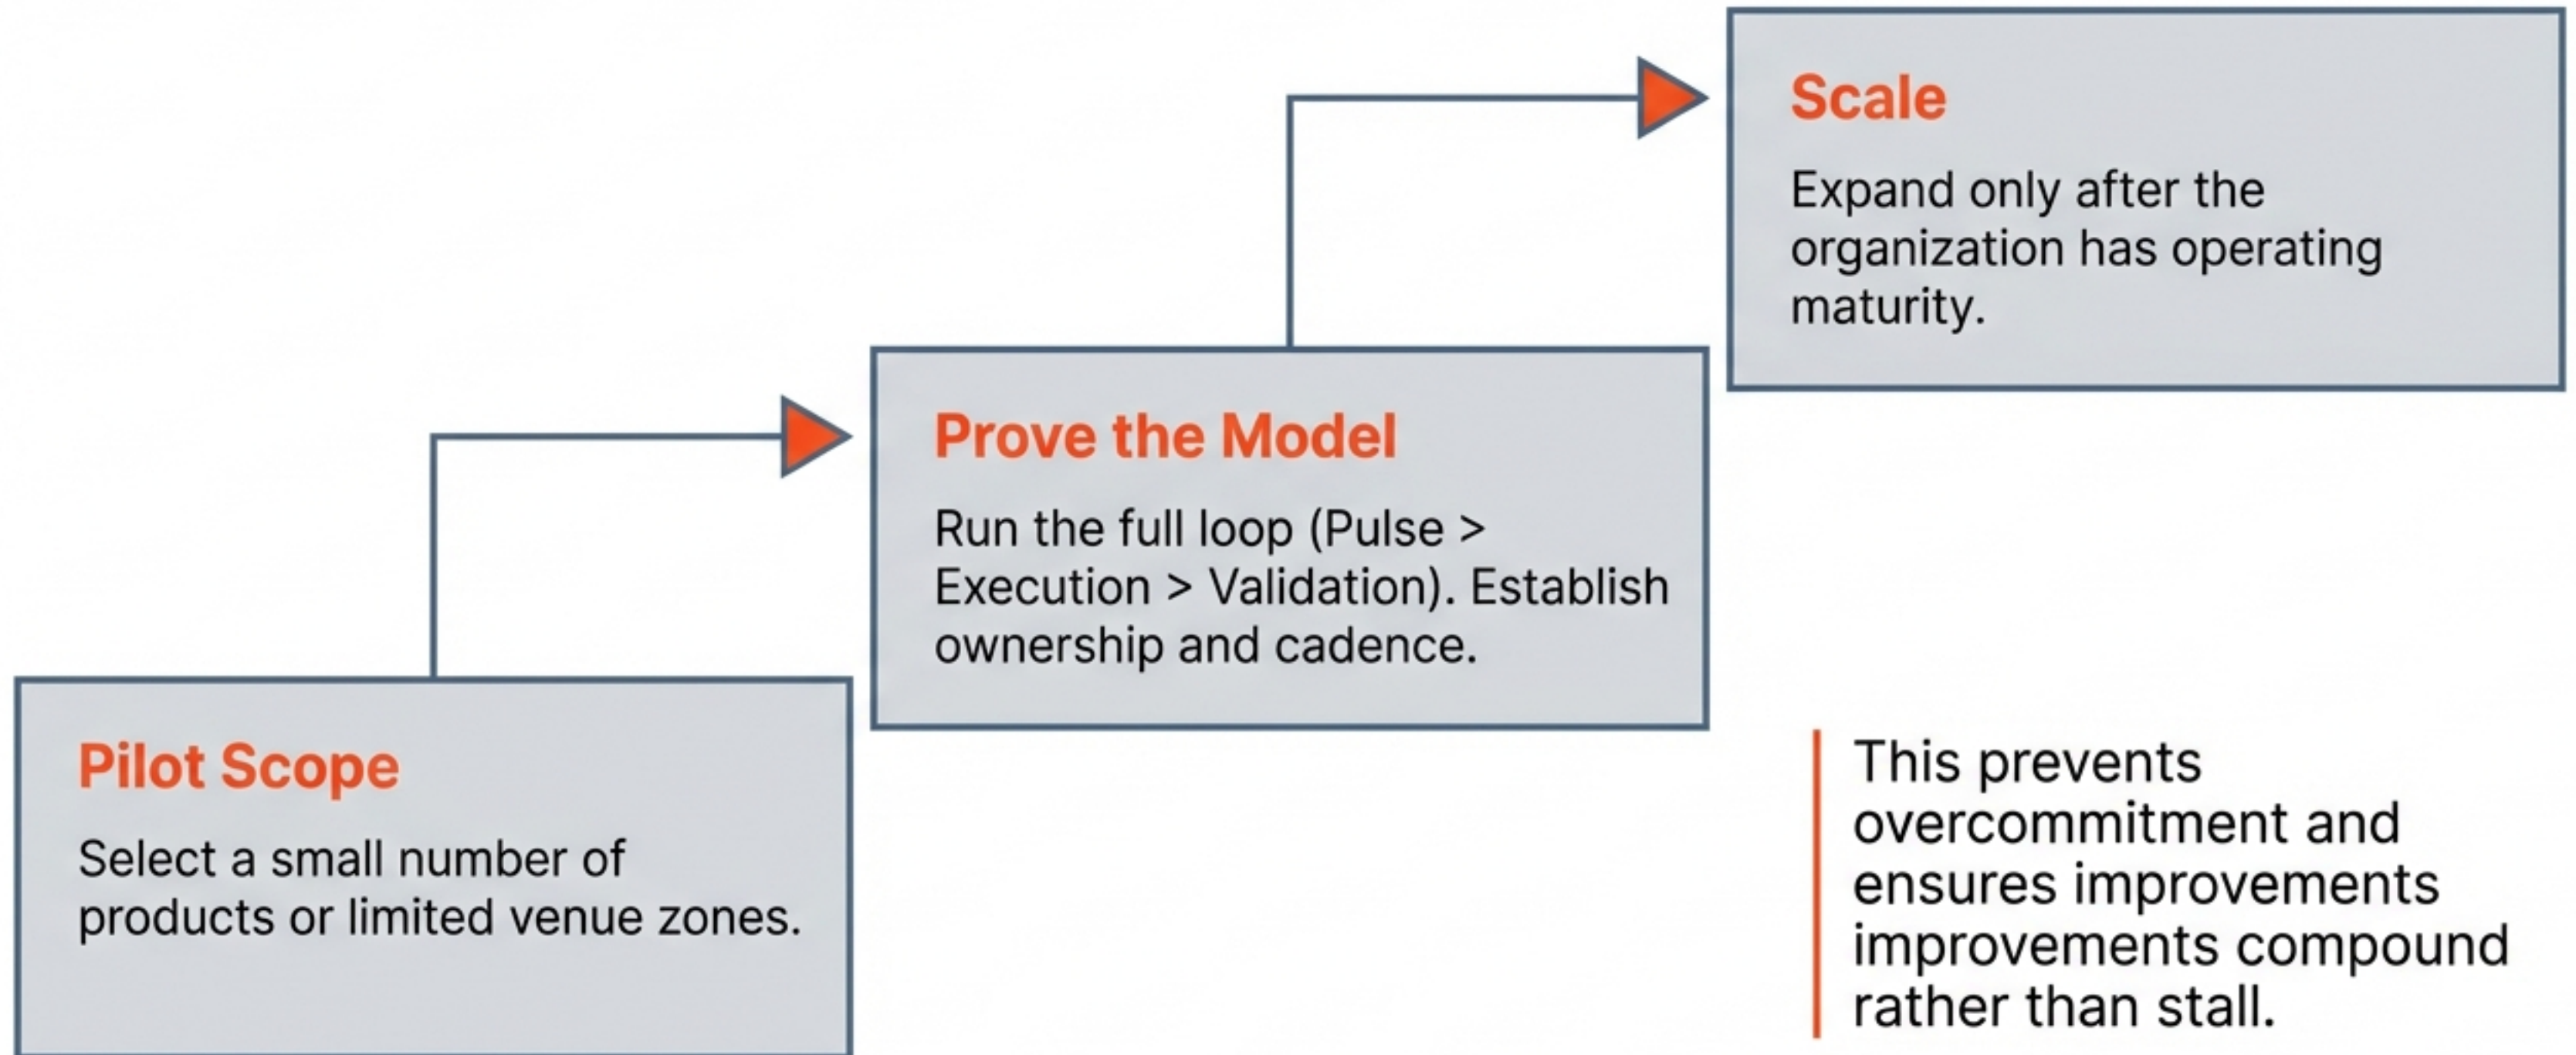 Scale
Expand only after the
organization has operating
maturity.
Prove the Model
Run the full loop (Pulse >
Execution > Validation). Establish
ownership and cadence.
Pilot Scope
Select a small number of
products or limited venue zones.
This prevents
overcommitment and
ensures improvements
improvements compound
rather than stall.